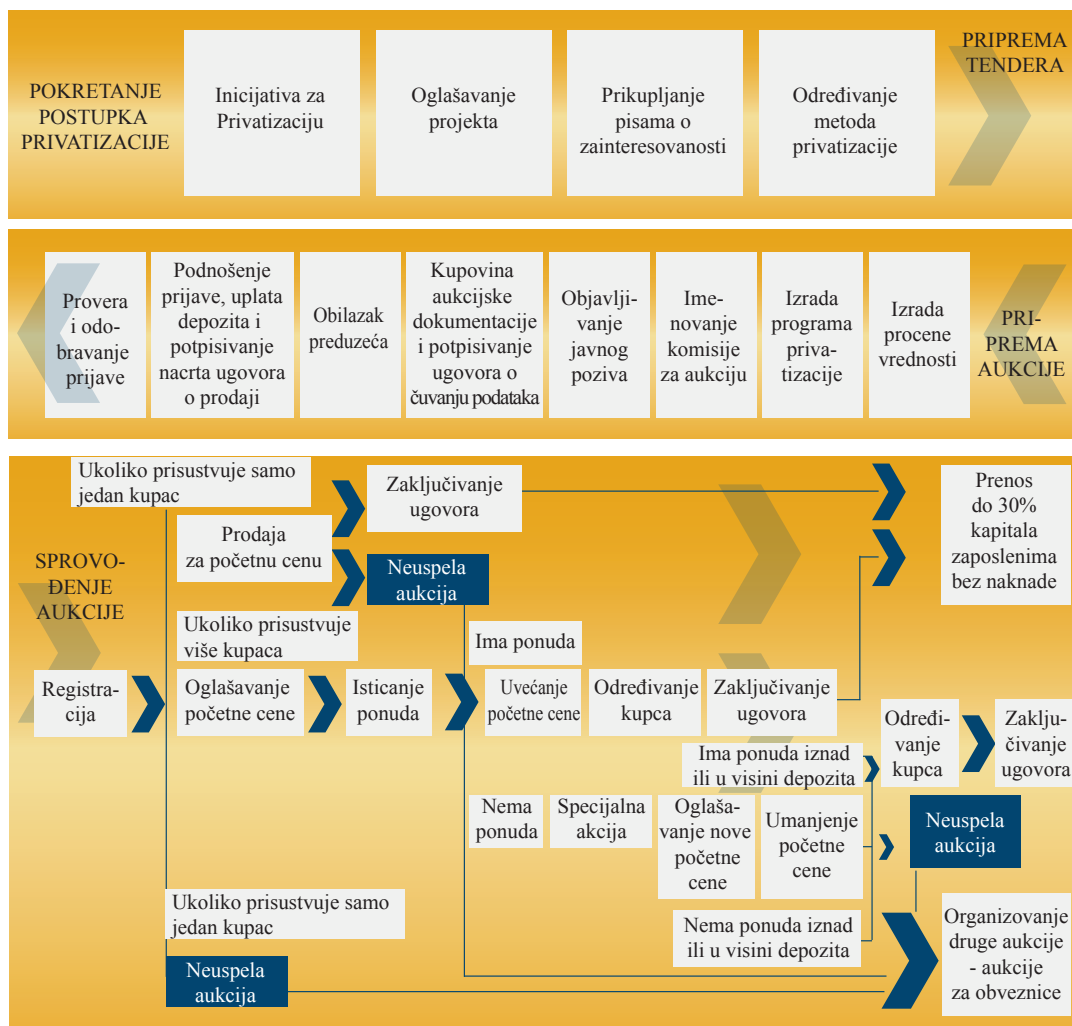 POKRETANJE
POSTUPKA
PRIVATIZACIJE
Inicijativa za
Privatizaciju
Oglašavanje
projekta
Prikupljanje
pisama o
zainteresovanosti
Određivanje
metoda
privatizacije
PRIPREMA
TENDERA
Provera
i odo-
bravanje
prijave
Podnošenje
prijave, uplata
depozita i
potpisivanje
nacrta ugovora
o prodaji
Obilazak
preduzeća
Kupovina
aukcijske
dokumentacije
i potpisivanje
ugovora o
čuvanju podataka
Objavlji-
vanje
javnog
poziva
Ime-
novanje
komisije
za aukciju
Izrada
programa
priva-
tizacije
Izrada
procene
vrednosti
PRI-
PREMA
AUKCIJE
Ukoliko prisustvuje samo
jedan kupac
Zaključivanje
ugovora
Prenos
do 30%
kapitala
zaposlenima
bez naknade
Prodaja
za početnu cenu
SPROVO-
ĐENJE
AUKCIJE
Neuspela
aukcija
Ukoliko prisustvuje
više kupaca
Ima ponuda
Registra-
cija
Oglašavanje
početne cene
Isticanje
ponuda
Uvećanje
početne cene
Određivanje
kupca
Zaključivanje
ugovora
Određi-
vanje
kupca
Zaklju-
čivanje
ugovora
Ima ponuda iznad
ili u visini depozita
Nema
ponuda
Specijalna
akcija
Oglaša-
vanje nove
početne
cene
Umanjenje
početne
cene
Neuspela
aukcija
Ukoliko prisustvuje samo
jedan kupac
Nema ponuda iznad
ili u visini depozita
Organizovanje
druge aukcije
- aukcije
za obveznice
Neuspela
aukcija